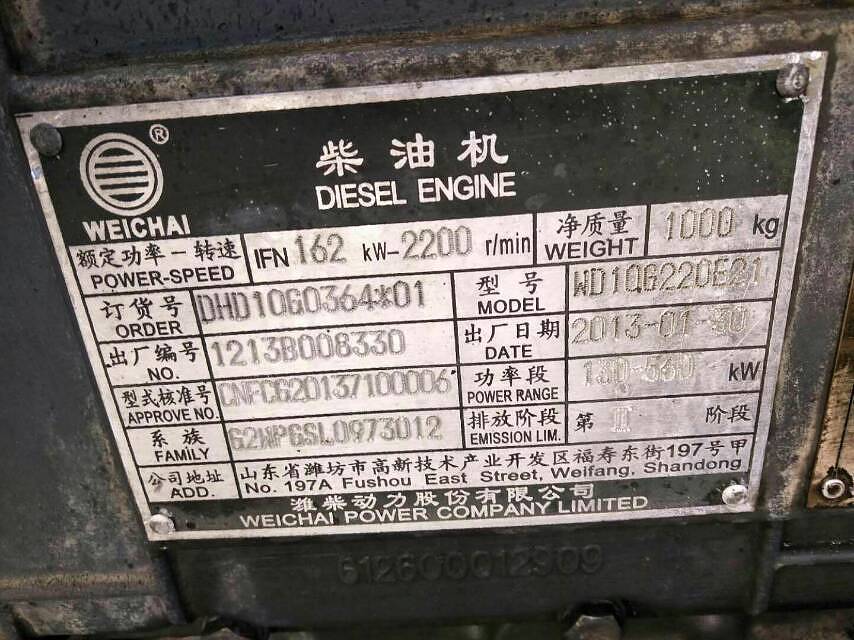 ®
WEICHAI
柴油机
DIESEL ENGINE
额定功率一转速 IFN 162 kW-2200 r/min 净质量 1000 kg
POWER-SPEED WEIGHT
订货号 DHD10G0364*01 型号 WD10G220E21
ORDER MODEL
出厂编号 1213B008330 出厂日期 2013-01-30
NO. DATE
型式核准号 CNFCG20137100006 功率段 130-560 kW
APPROVE NO. POWER RANGE
系族 G2WPGSL0973012 排放阶段 第 II 阶段
FAMILY EMISSION LIM.
公司地址 山东省潍坊市高新技术产业开发区福寿东街197号甲
ADD. No. 197A Fushou East Street, Weifang, Shandong
潍柴动力股份有限公司
WEICHAI POWER COMPANY LIMITED
612600012909